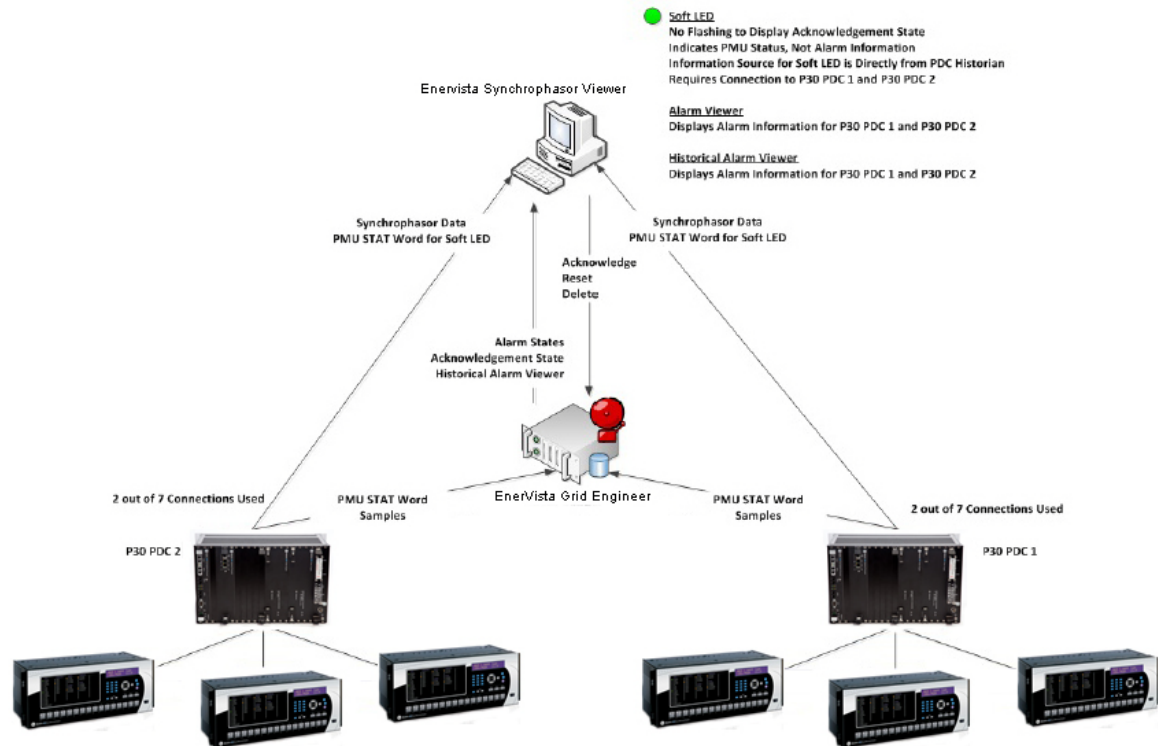 Soft LED
No Flashing to Display Acknowledgement State
Indicates PMU Status, Not Alarm Information
Information Source for Soft LED is Directly from PDC Historian
Requires Connection to P30 PDC 1 and P30 PDC 2
Enervista Synchrophasor Viewer
Alarm Viewer
Displays Alarm Information for P30 PDC 1 and P30 PDC 2
Historical Alarm Viewer
Displays Alarm Information for P30 PDC 1 and P30 PDC 2
Synchrophasor Data
PMU STAT Word for Soft LED
Synchrophasor Data
PMU STAT Word for Soft LED
Acknowledge
Reset
Delete
Alarm States
Acknowledgement State
Historical Alarm Viewer
EnerVista Grid Engineer
2 out of 7 Connections Used
PMU STAT Word
Samples
PMU STAT Word
Samples
2 out of 7 Connections Used
P30 PDC 2
P30 PDC 1